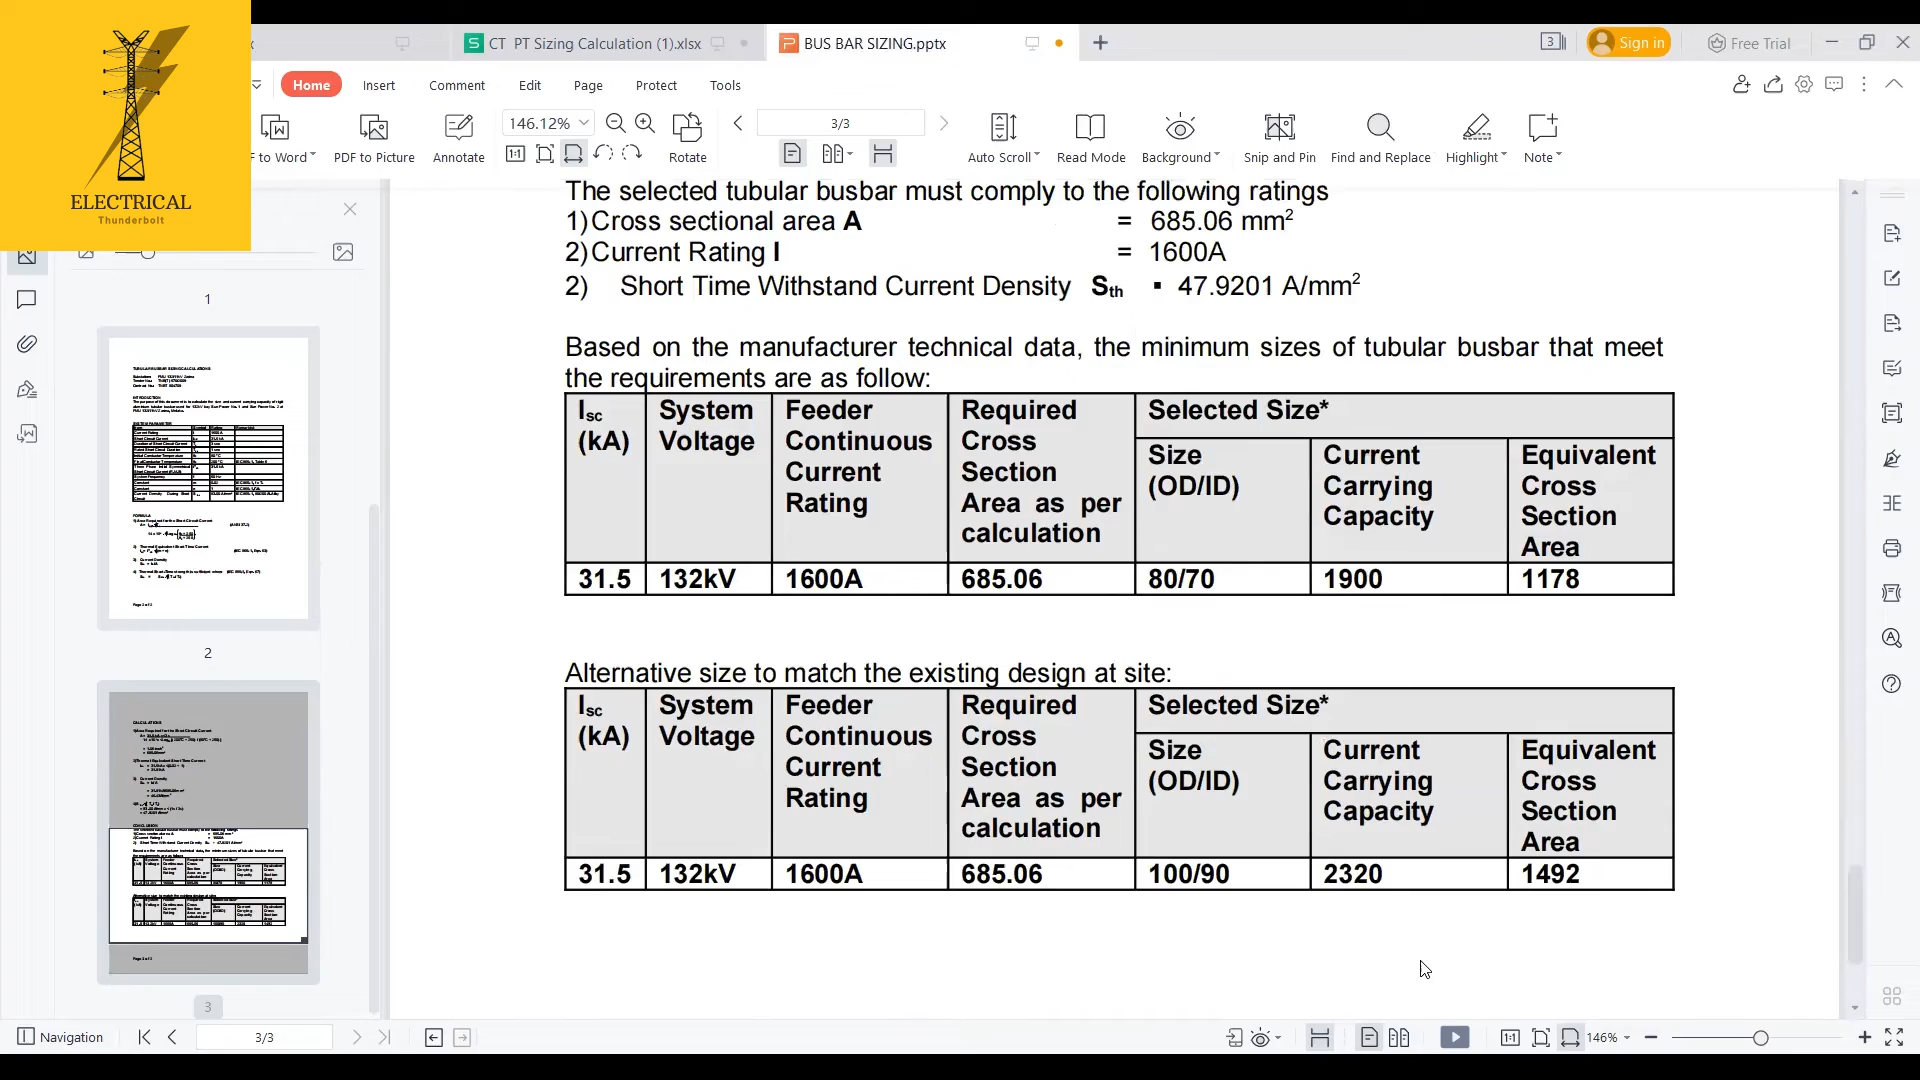 CT PT Sizing Calculation (1).xlsx
BUS BAR SIZING.pptx
3
Sign in
Free Trial
Home
Insert
Comment
Edit
Page
Protect
Tools
146.12%
3/3
F to Word
PDF to Picture
Annotate
1:1
Rotate
Auto Scroll
Read Mode
Background
Snip and Pin
Find and Replace
Highlight
Note
ELECTRICAL
Thunderbolt
1
2
3
The selected tubular busbar must comply to the following ratings
1)Cross sectional area A = 685.06 mm²
2)Current Rating I = 1600A
2) Short Time Withstand Current Density Sth ▪ 47.9201 A/mm²
Based on the manufacturer technical data, the minimum sizes of tubular busbar that meet
the requirements are as follow:
Isc (kA)
System Voltage
Feeder Continuous Current Rating
Required Cross Section Area as per calculation
Selected Size*
Size (OD/ID)
Current Carrying Capacity
Equivalent Cross Section Area
31.5 132kV 1600A 685.06 80/70 1900 1178
Alternative size to match the existing design at site:
Isc (kA)
System Voltage
Feeder Continuous Current Rating
Required Cross Section Area as per calculation
Selected Size*
Size (OD/ID)
Current Carrying Capacity
Equivalent Cross Section Area
31.5 132kV 1600A 685.06 100/90 2320 1492
Navigation
3/3
1:1
146%